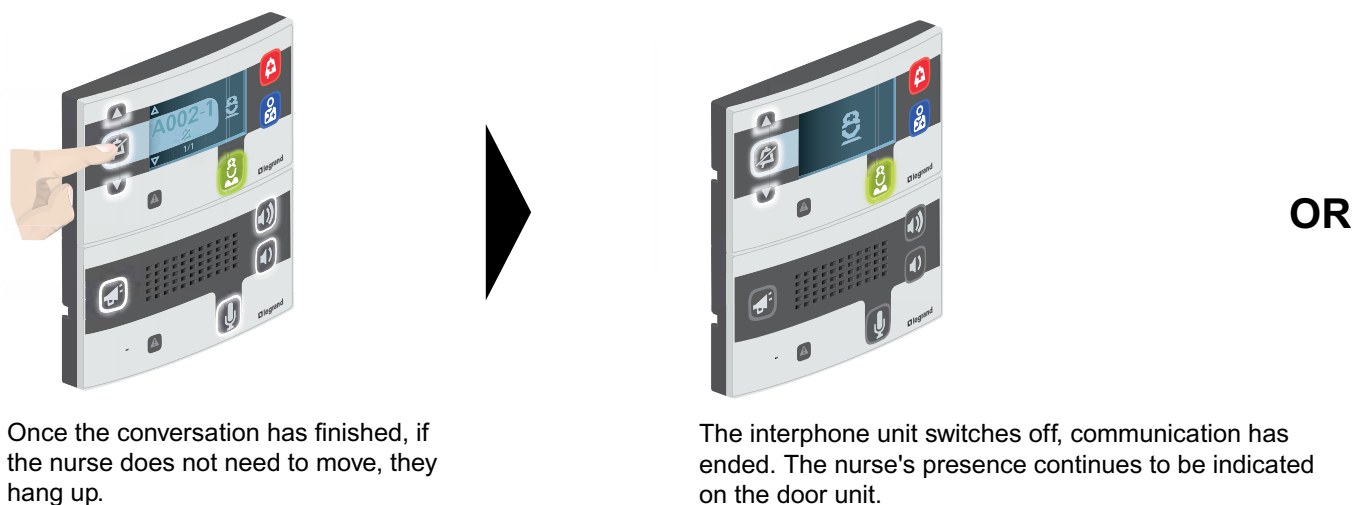 A002-1
2
1/1
legrand
legrand
legrand
legrand
OR
Once the conversation has finished, if
the nurse does not need to move, they
hang up.
The interphone unit switches off, communication has
ended. The nurse's presence continues to be indicated
on the door unit.